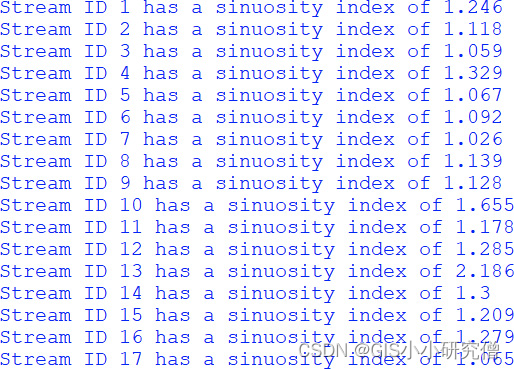 Stream ID 1 has a sinuosity index of 1.246
Stream ID 2 has a sinuosity index of 1.118
Stream ID 3 has a sinuosity index of 1.059
Stream ID 4 has a sinuosity index of 1.329
Stream ID 5 has a sinuosity index of 1.067
Stream ID 6 has a sinuosity index of 1.092
Stream ID 7 has a sinuosity index of 1.026
Stream ID 8 has a sinuosity index of 1.139
Stream ID 9 has a sinuosity index of 1.128
Stream ID 10 has a sinuosity index of 1.655
Stream ID 11 has a sinuosity index of 1.178
Stream ID 12 has a sinuosity index of 1.285
Stream ID 13 has a sinuosity index of 2.186
Stream ID 14 has a sinuosity index of 1.3
Stream ID 15 has a sinuosity index of 1.209
Stream ID 16 has a sinuosity index of 1.279
Stream ID 17 has a sinuosity index of 1.065
CSDN @GIS小小研究僧